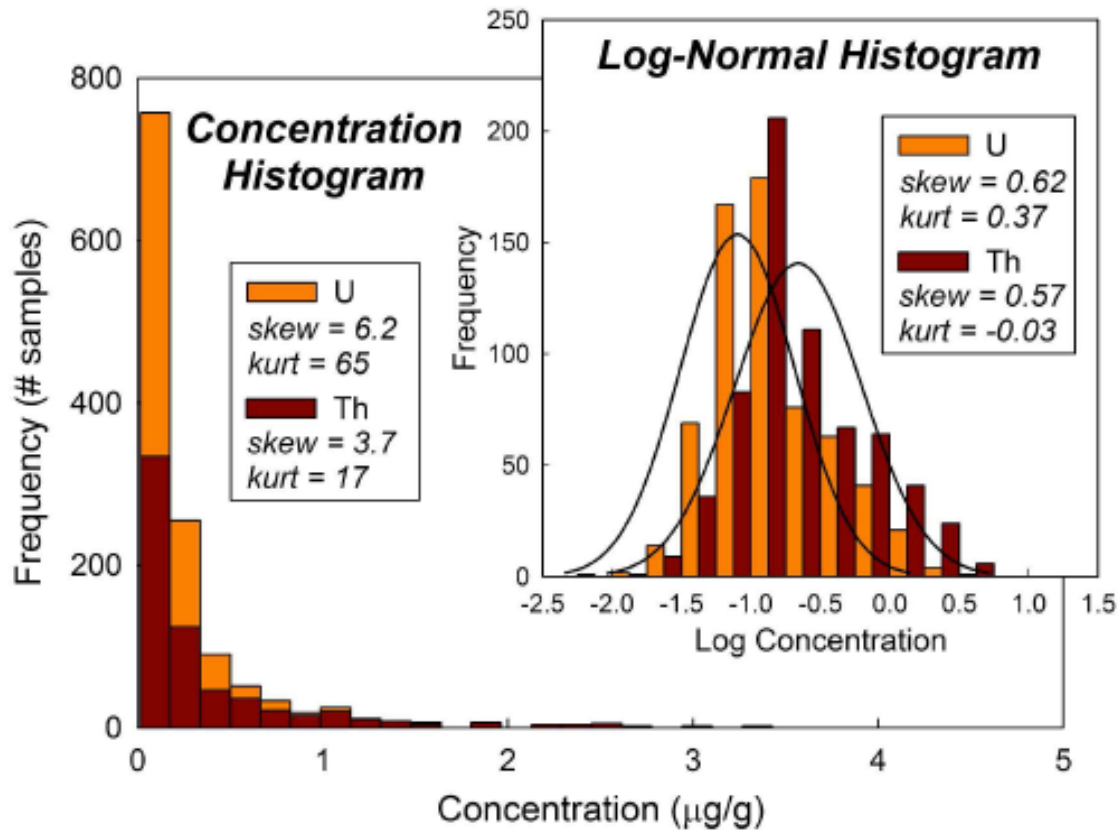 Concentration
Histogram
U
skew = 6.2
kurt = 65
Th
skew = 3.7
kurt = 17
Frequency (# samples)
800
600
400
200
0
0 1 2 3 4 5
Concentration (μg/g)
Log-Normal Histogram
U
skew = 0.62
kurt = 0.37
Th
skew = 0.57
kurt = -0.03
Frequency
250
200
150
100
50
0
-2.5 -2.0 -1.5 -1.0 -0.5 0.0 0.5 1.0 1.5
Log Concentration